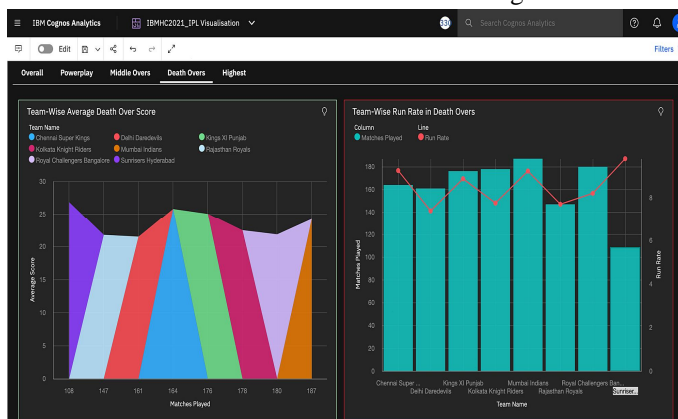 IBM Cognos Analytics
IBMHC2021_IPL Visualisation
Search Cognos Analytics
Edit
Filters
Overall
Powerplay
Middle Overs
Death Overs
Highest
Team-Wise Average Death Over Score
Team Name
Chennai Super Kings
Delhi Daredevils
Kings XI Punjab
Kolkata Knight Riders
Mumbai Indians
Rajasthan Royals
Royal Challengers Bangalore
Sunrisers Hyderabad
Average Score
30
25
20
15
10
5
0
108
147
161
164
176
178
180
187
Matches Played
Team-Wise Run Rate in Death Overs
Column
Line
Matches Played
Run Rate
Matches Played
180
160
140
120
100
80
60
40
20
0
8
6
4
2
0
Run Rate
Chennai Super ...
Delhi Daredevils
Kings XI Punjab
Kolkata Knight Riders
Mumbai Indians
Rajasthan Royals
Royal Challengers Ban...
Sunriser...
Team Name